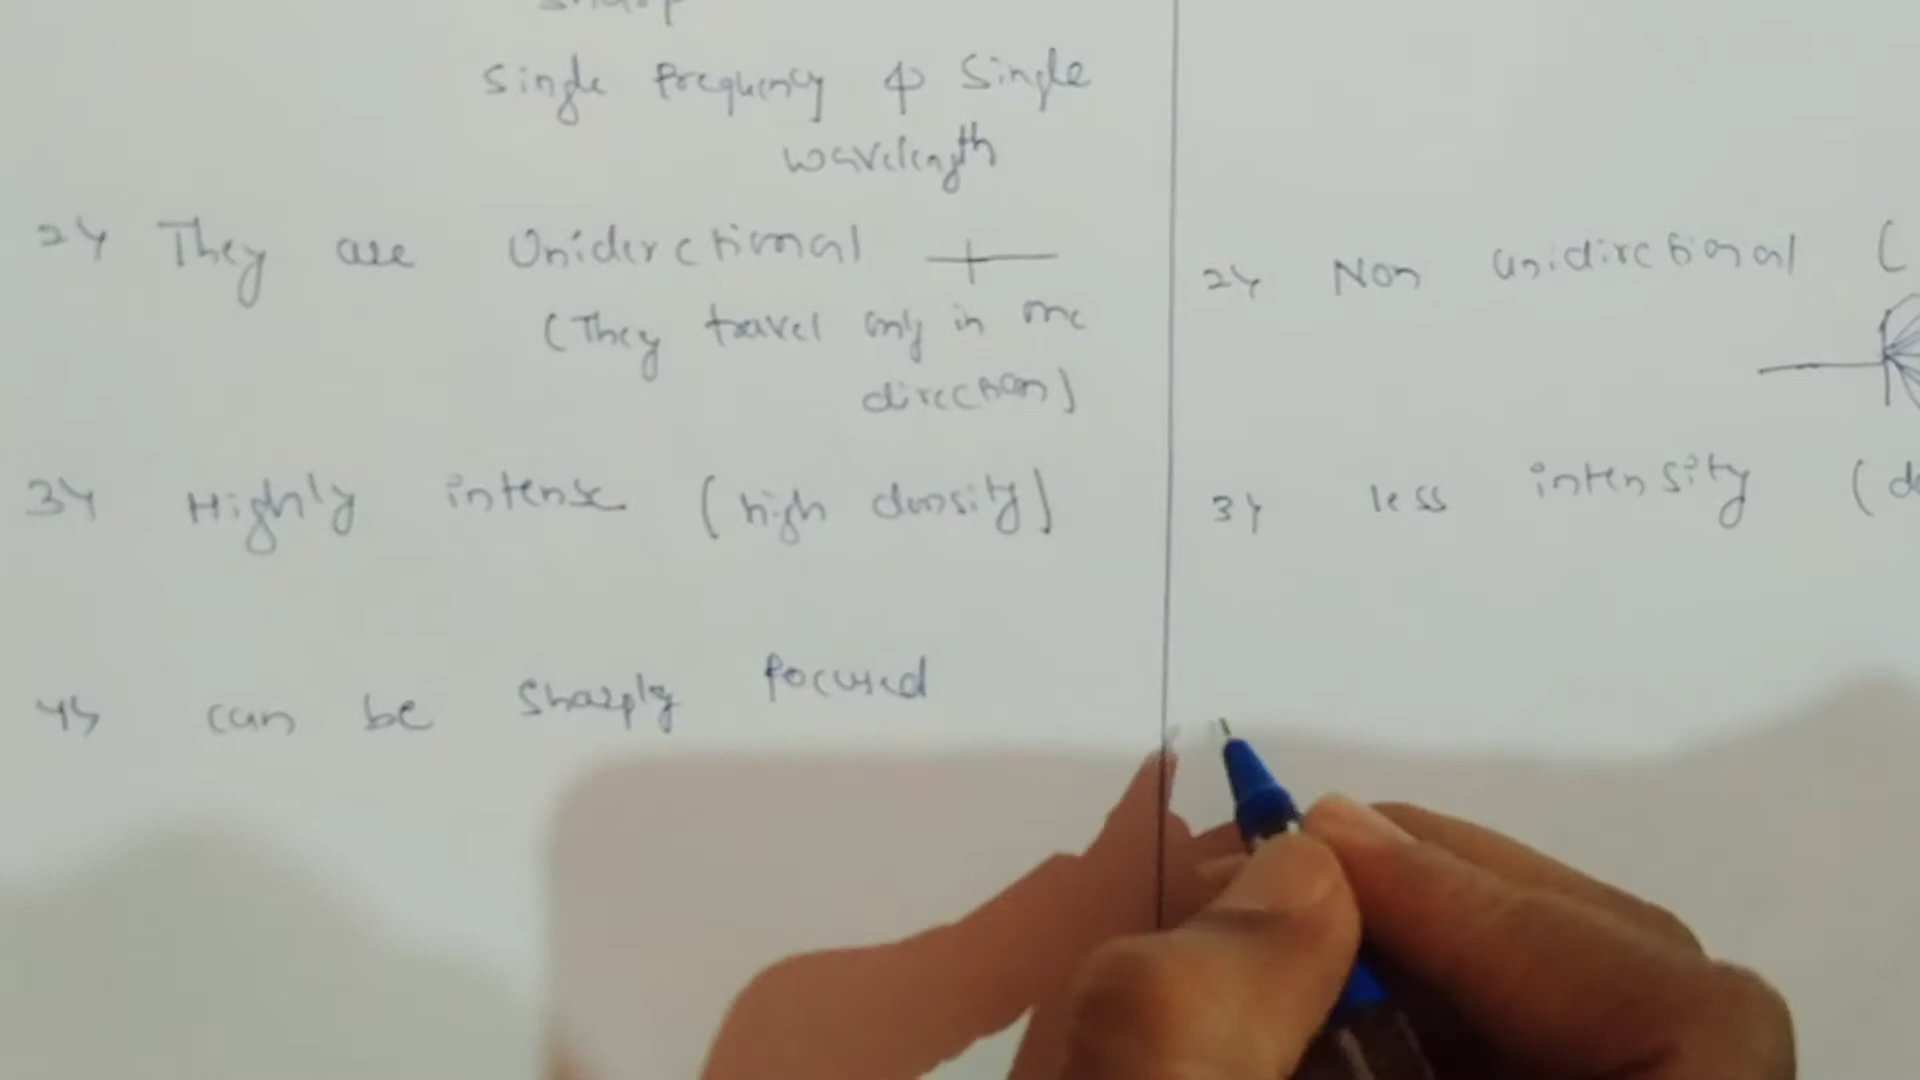 Single frequency & Single
wavelength
2) They are Unidirectional
(They travel only in one
direction)
3) Highly intense (high density)
4) can be sharply focused
2) Non unidirectional (
3) less intensity (